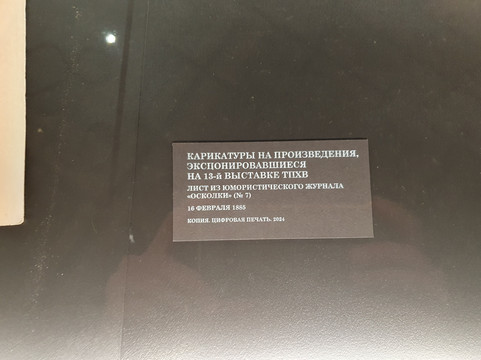 КАРИКАТУРЫ НА ПРОИЗВЕДЕНИЯ,
ЭКСПОНИРОВАВШИЕСЯ
НА 13-й ВЫСТАВКЕ ТПХВ
ЛИСТ ИЗ ЮМОРИСТИЧЕСКОГО ЖУРНАЛА
«ОСКОЛКИ» (№ 7)
16 ФЕВРАЛЯ 1885
КОПИЯ. ЦИФРОВАЯ ПЕЧАТЬ. 2024